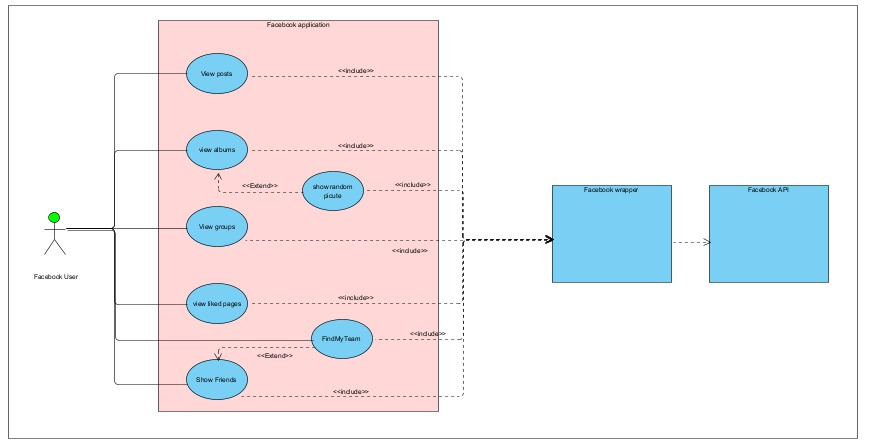 Facebook application
View posts
<<include>>
view albums
<<include>>
<<Extend>>
show random
picute
<<include>>
Facebook wrapper
Facebook API
View groups
<<include>>
Facebook User
view liked pages
<<include>>
FindMyTeam
<<include>>
<<Extend>>
Show Friends
<<include>>